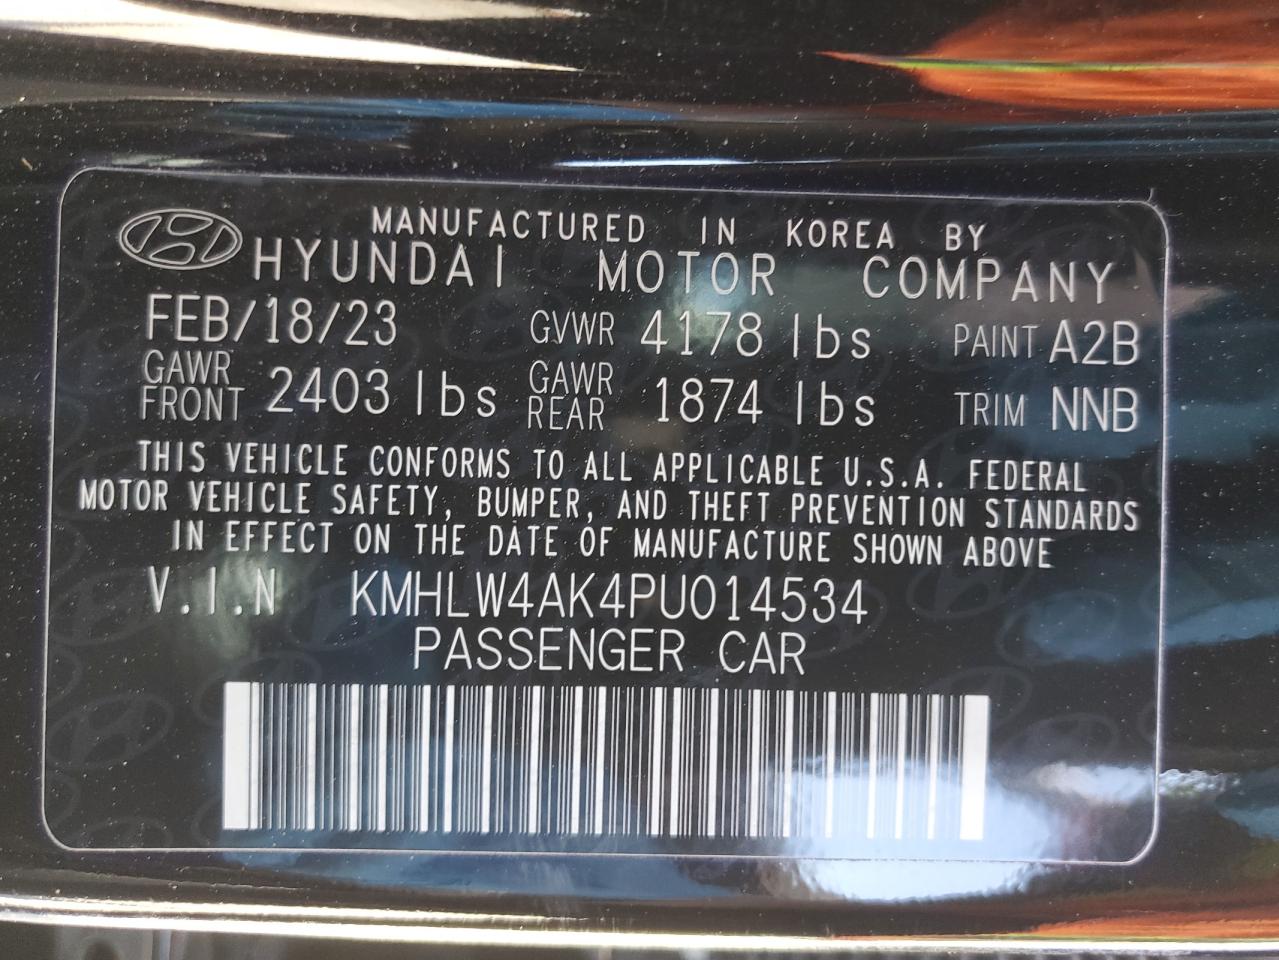 MANUFACTURED IN KOREA BY
HYUNDAI MOTOR COMPANY
FEB/18/23 GVWR 4178 lbs PAINT A2B
GAWR FRONT 2403 lbs GAWR REAR 1874 lbs TRIM NNB
THIS VEHICLE CONFORMS TO ALL APPLICABLE U.S.A. FEDERAL
MOTOR VEHICLE SAFETY, BUMPER, AND THEFT PREVENTION STANDARDS
IN EFFECT ON THE DATE OF MANUFACTURE SHOWN ABOVE
V.I.N KMHLW4AK4PU014534
PASSENGER CAR